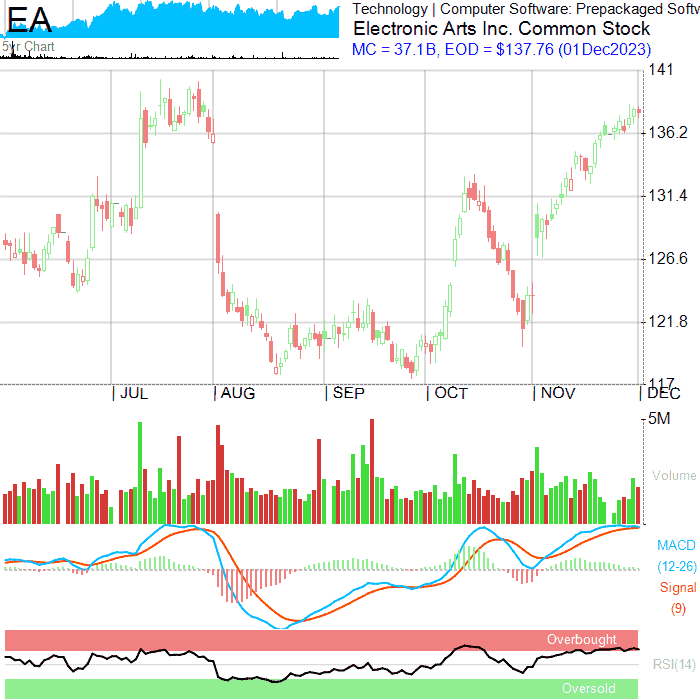 EA
5yr Chart
Technology | Computer Software: Prepackaged Softw
Electronic Arts Inc. Common Stock
MC = 37.1B, EOD = $137.76 (01Dec2023)
141
136.2
131.4
126.6
121.8
117
| JUL | AUG | SEP | OCT | NOV | DEC
5M
Volume
MACD
(12-26)
Signal
(9)
Overbought
RSI(14)
Oversold